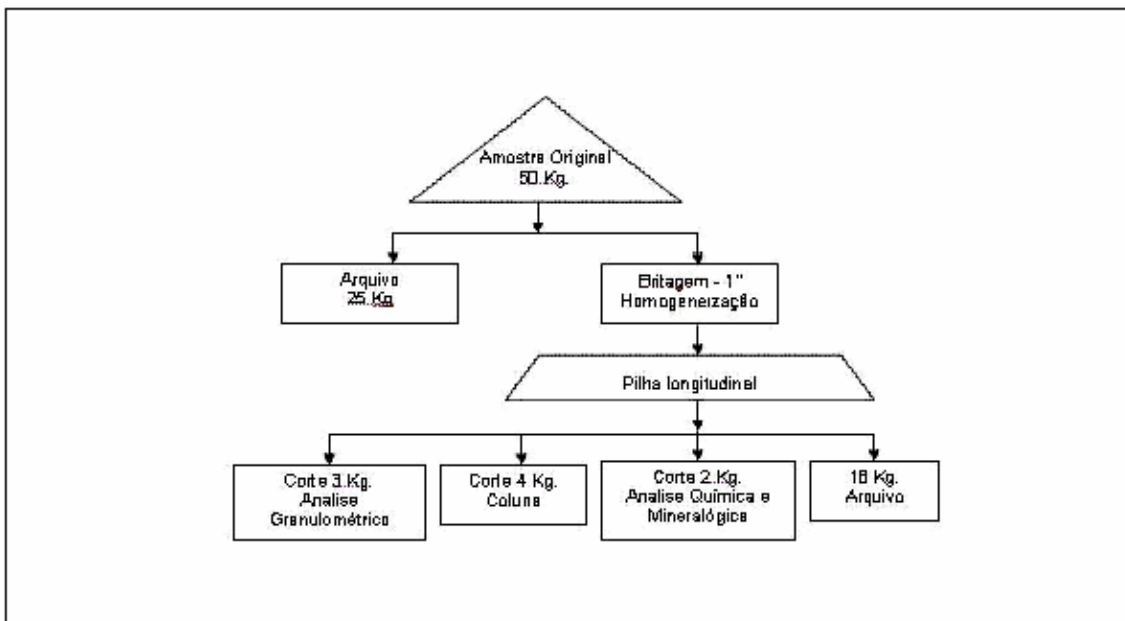 Amostra Original
50.Kg.
Arquivo
25.Kg
Britagem - 1"
Homogeneização
Pilha longitudinal
Corte 3.Kg.
Analise
Granulométrico
Corte 4 Kg.
Coluna
Corte 2.Kg.
Analise Química e
Mineralógica
16 Kg.
Arquivo